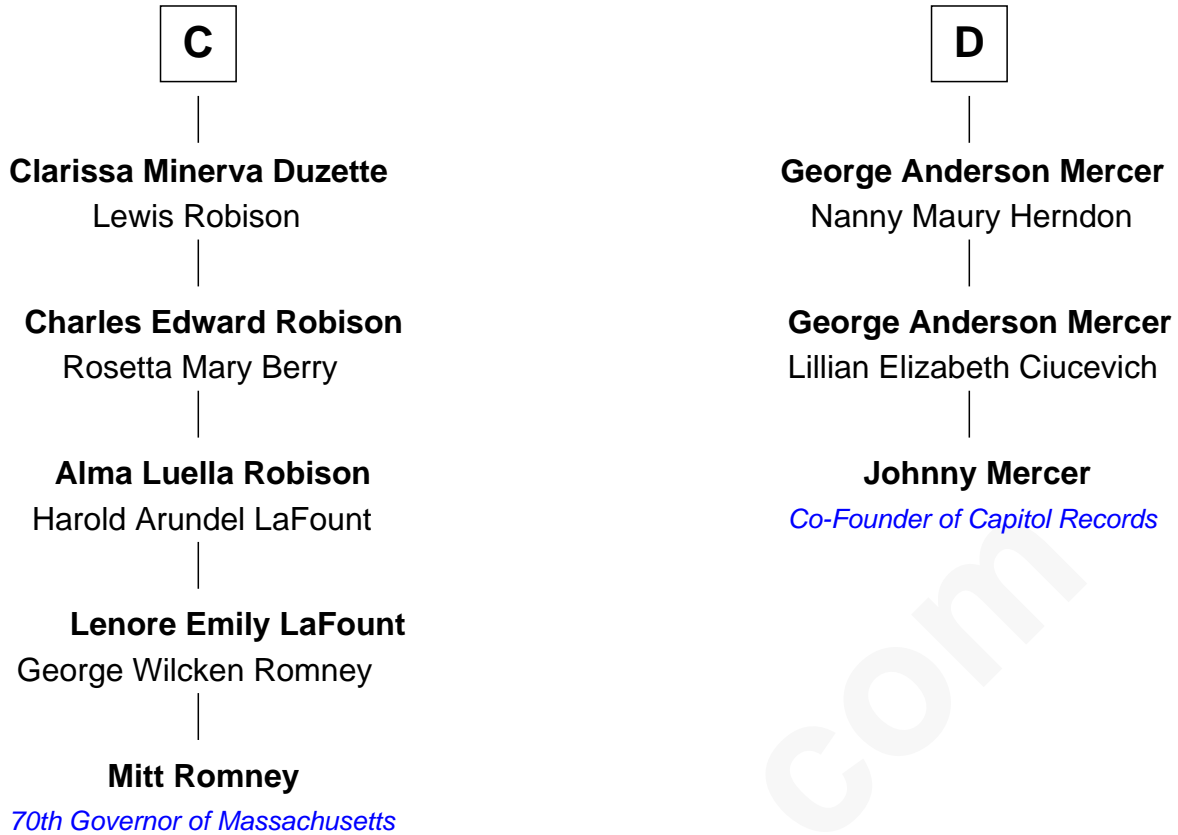 C
Clarissa Minerva Duzette
Lewis Robison
Charles Edward Robison
Rosetta Mary Berry
Alma Luella Robison
Harold Arundel LaFount
Lenore Emily LaFount
George Wilcken Romney
Mitt Romney
70th Governor of Massachusetts
D
George Anderson Mercer
Nanny Maury Herndon
George Anderson Mercer
Lillian Elizabeth Ciucevich
Johnny Mercer
Co-Founder of Capitol Records
com